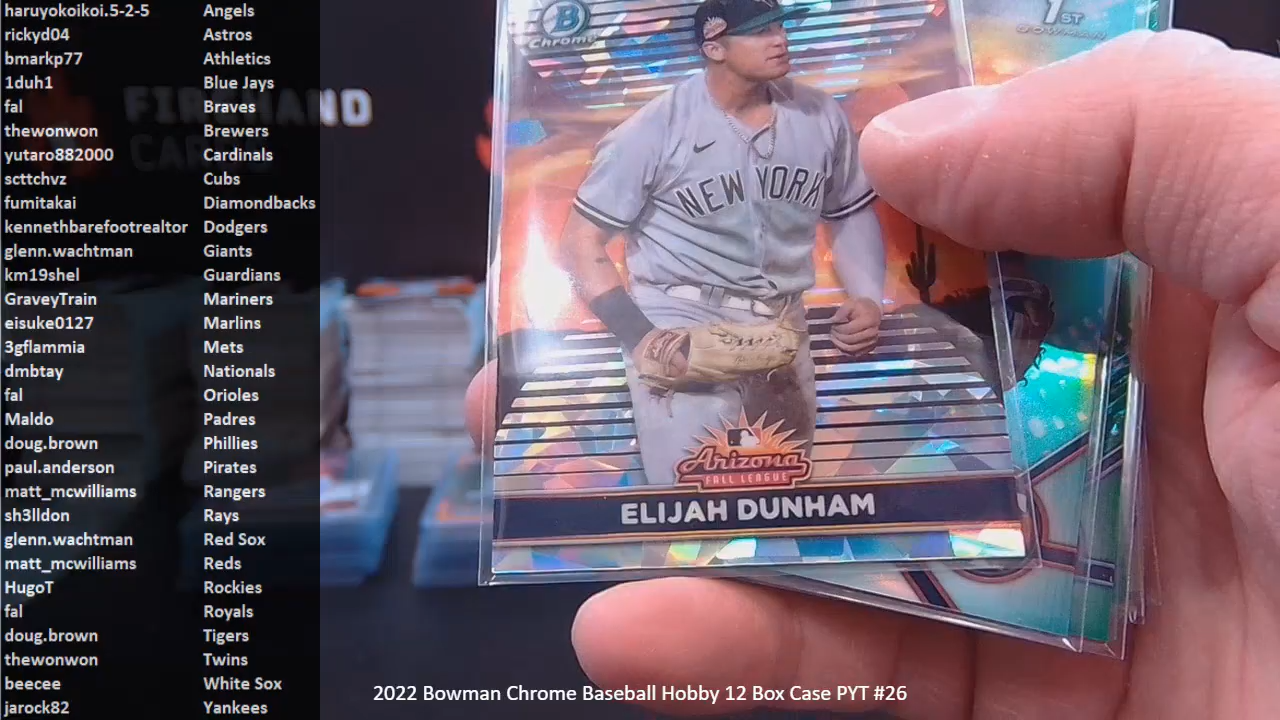 haruyokoikoi.5-2-5 Angels
rickyd04 Astros
bmarkp77 Athletics
1duh1 Blue Jays
fal Braves
thewonwon Brewers
yutaro882000 Cardinals
scttchvz Cubs
fumitakai Diamondbacks
kennethbarefootrealtor Dodgers
glenn.wachtman Giants
km19shel Guardians
GraveyTrain Mariners
eisuke0127 Marlins
3gflammia Mets
dmbtay Nationals
fal Orioles
Maldo Padres
doug.brown Phillies
paul.anderson Pirates
matt_mcwilliams Rangers
sh3lldon Rays
glenn.wachtman Red Sox
matt_mcwilliams Reds
HugoT Rockies
fal Royals
doug.brown Tigers
thewonwon Twins
beecee White Sox
jarock82 Yankees
B
Chrome
1ST
BOWMAN
NEW YORK
Arizona
FALL LEAGUE
ELIJAH DUNHAM
2022 Bowman Chrome Baseball Hobby 12 Box Case PYT #26